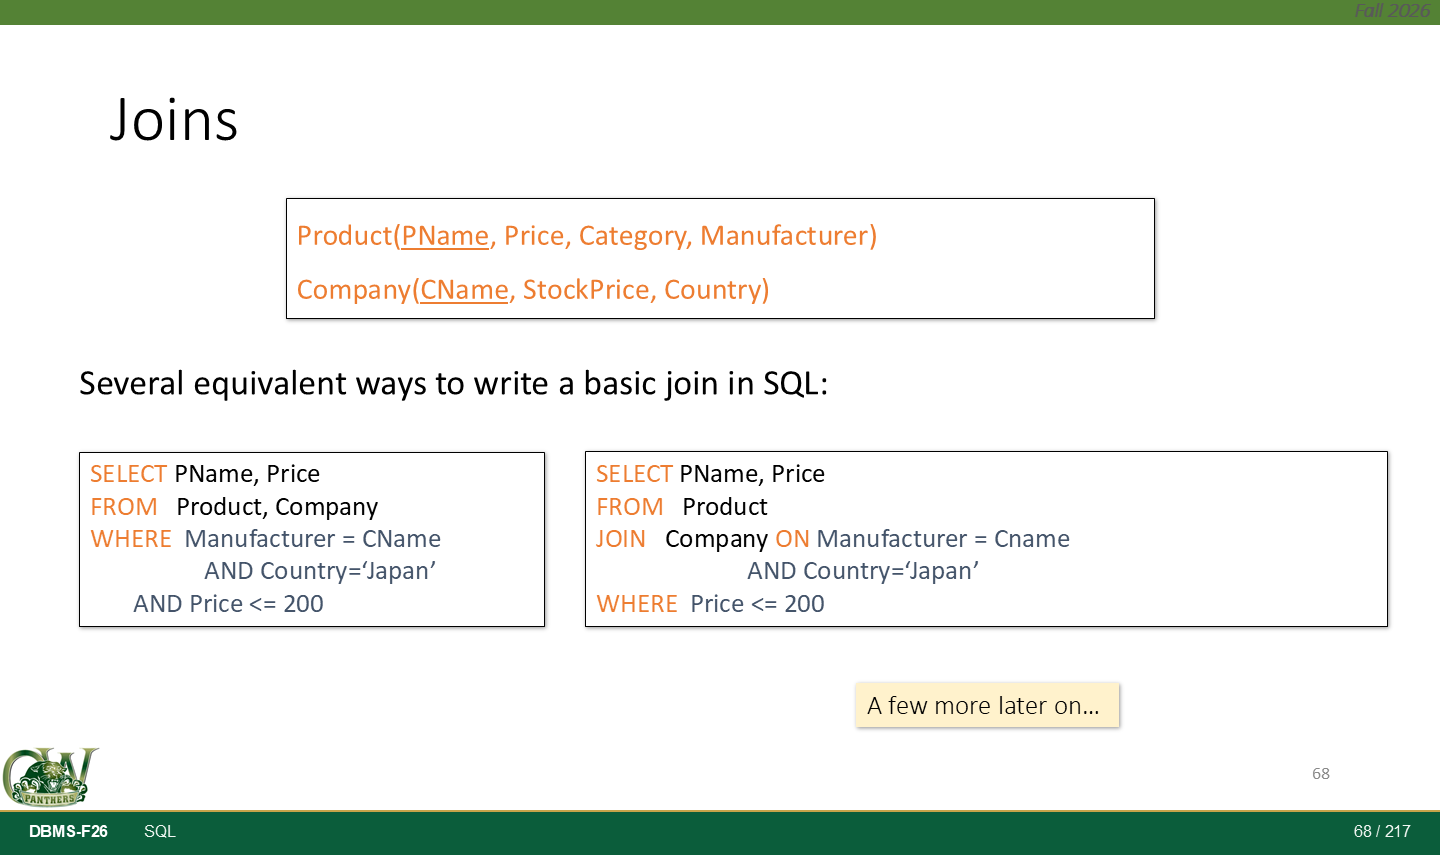 Fall 2026
Joins
Product(PName, Price, Category, Manufacturer)
Company(CName, StockPrice, Country)
Several equivalent ways to write a basic join in SQL:
SELECT PName, Price
FROM Product, Company
WHERE Manufacturer = CName
AND Country=‘Japan’
AND Price <= 200
SELECT PName, Price
FROM Product
JOIN Company ON Manufacturer = Cname
AND Country=‘Japan’
WHERE Price <= 200
A few more later on…
68
OW
PANTHERS
DBMS-F26 SQL 68 / 217